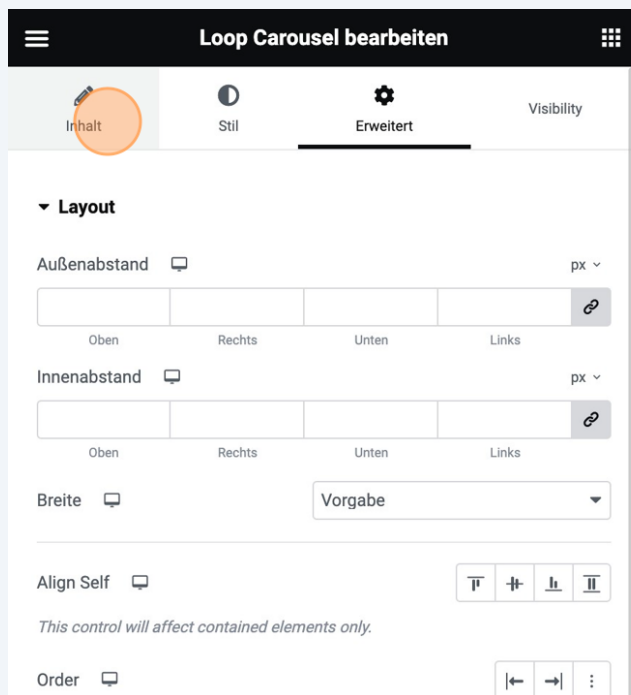 Loop Carousel bearbeiten
Inhalt
Stil
Erweitert
Visibility
Layout
Außenabstand
px
Oben Rechts Unten Links
Innenabstand
px
Oben Rechts Unten Links
Breite
Vorgabe
Align Self
This control will affect contained elements only.
Order